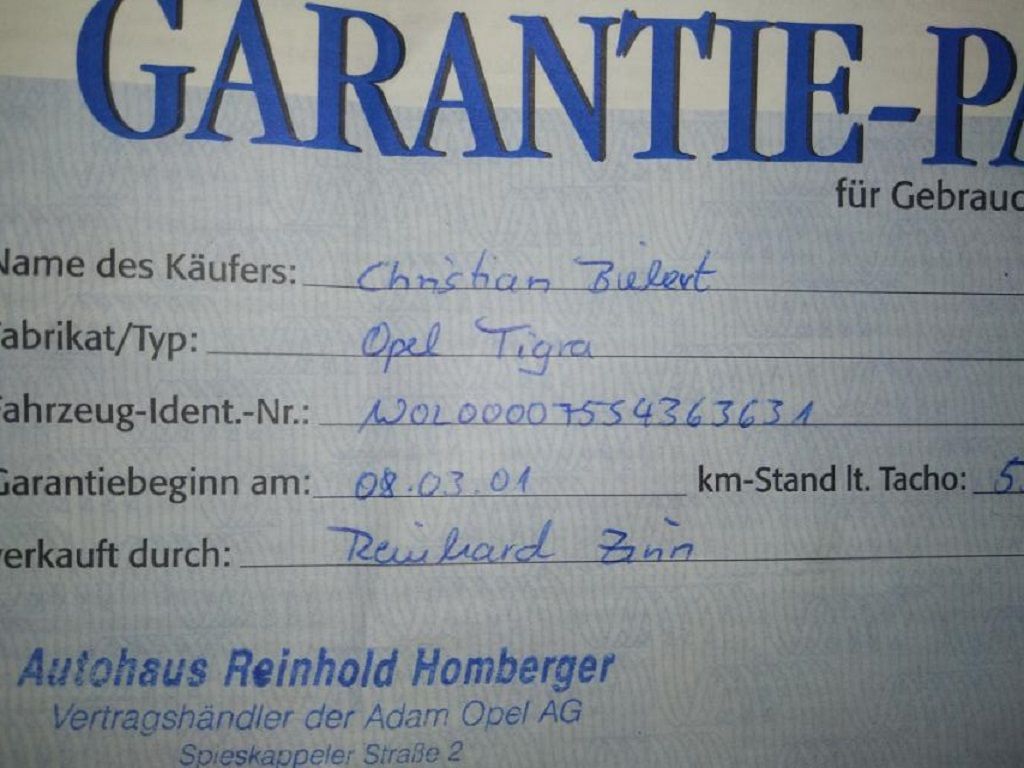 GARANTIE-PA
für Gebrauc
Name des Käufers: Christian Bielert
abrikat/Typ: Opel Tigra
ahrzeug-Ident.-Nr.: W0L00007554363631
Garantiebeginn am: 08.03.01 km-Stand lt. Tacho: 5
erkauft durch: Reinhard Zinn
Autohaus Reinhold Homberger
Vertragshändler der Adam Opel AG
Spieskappeler Straße 2